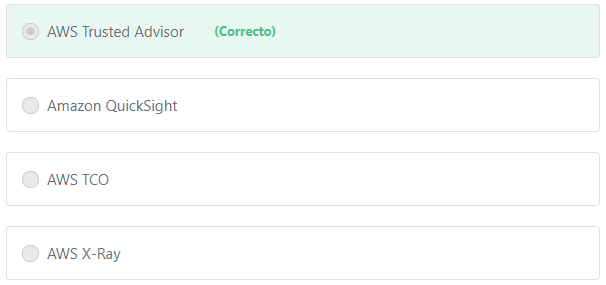 AWS Trusted Advisor (Correcto)
Amazon QuickSight
AWS TCO
AWS X-Ray